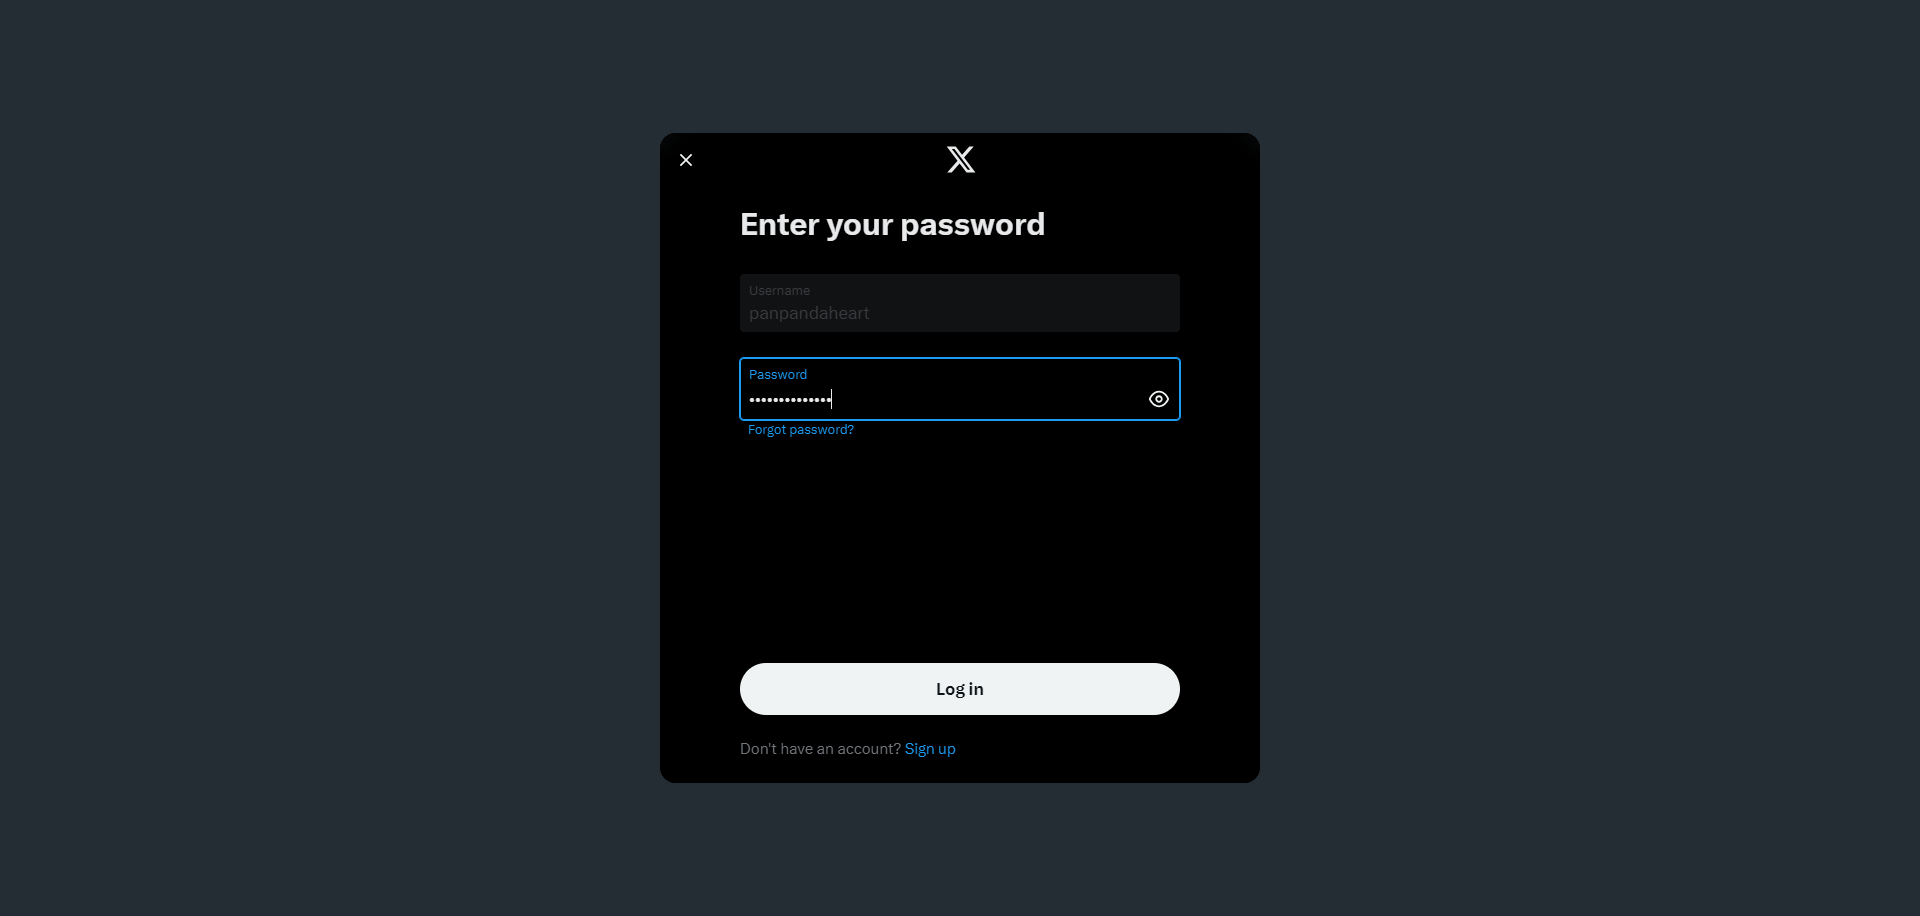 Enter your password
Username
panpandaheart
Password
••••••••••••••
Forgot password?
Log in
Don't have an account? Sign up